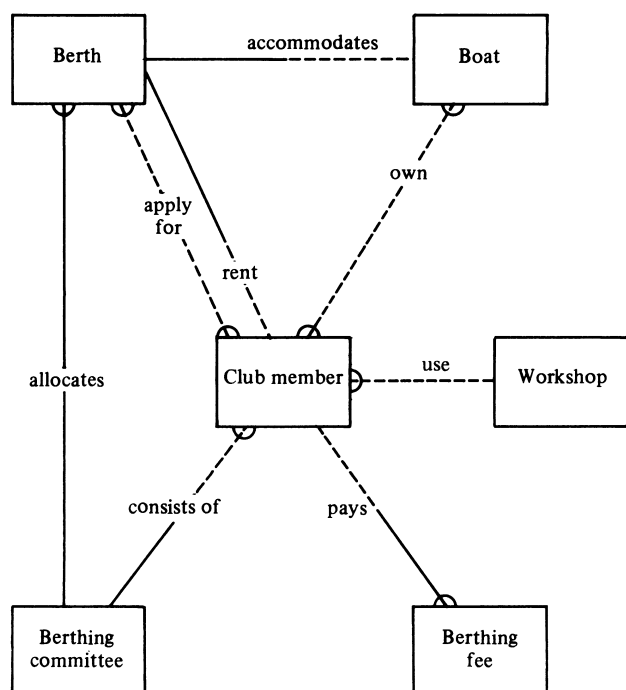 accommodates
Berth
Boat
own
apply
for
rent
allocates
Club member
use
Workshop
consists of
pays
Berthing
committee
Berthing
fee